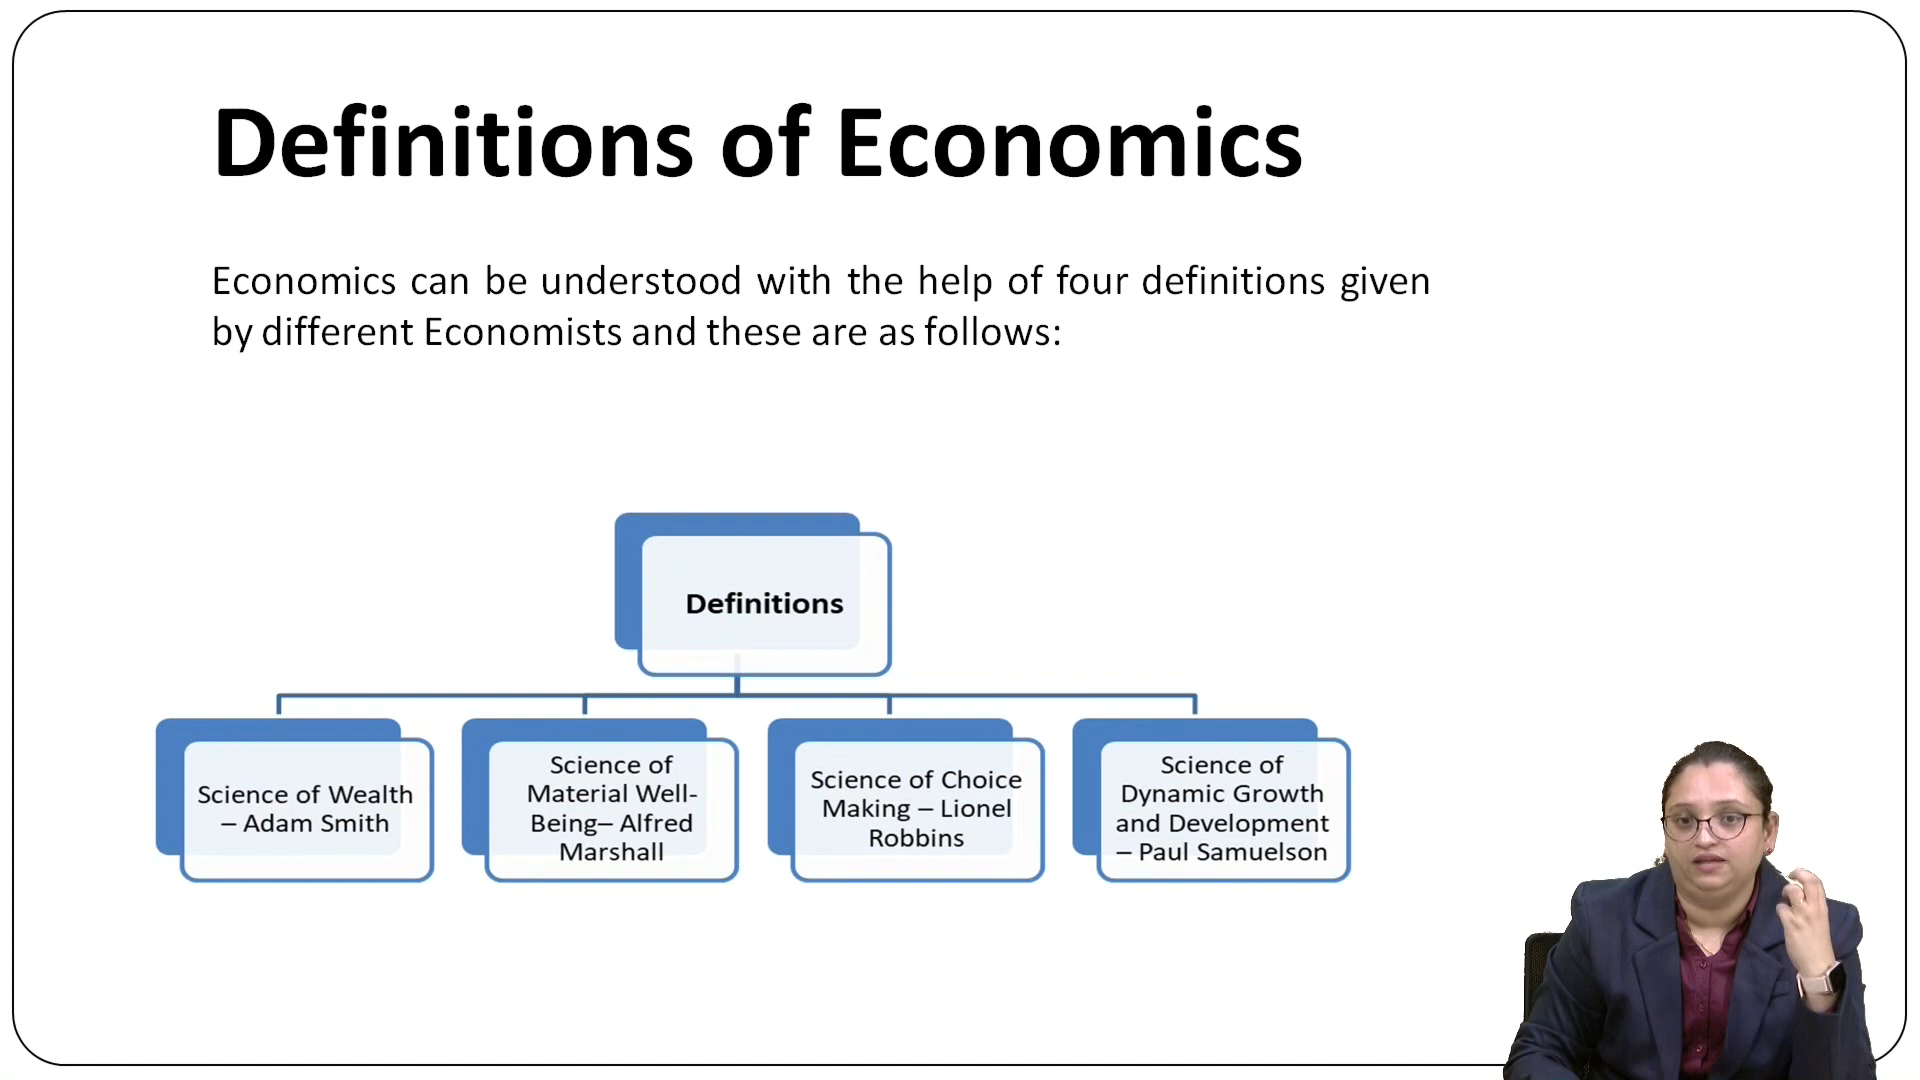 Definitions of Economics
Economics can be understood with the help of four definitions given
by different Economists and these are as follows:
Definitions
Science of Wealth
– Adam Smith
Science of
Material Well-
Being– Alfred
Marshall
Science of Choice
Making – Lionel
Robbins
Science of
Dynamic Growth
and Development
– Paul Samuelson